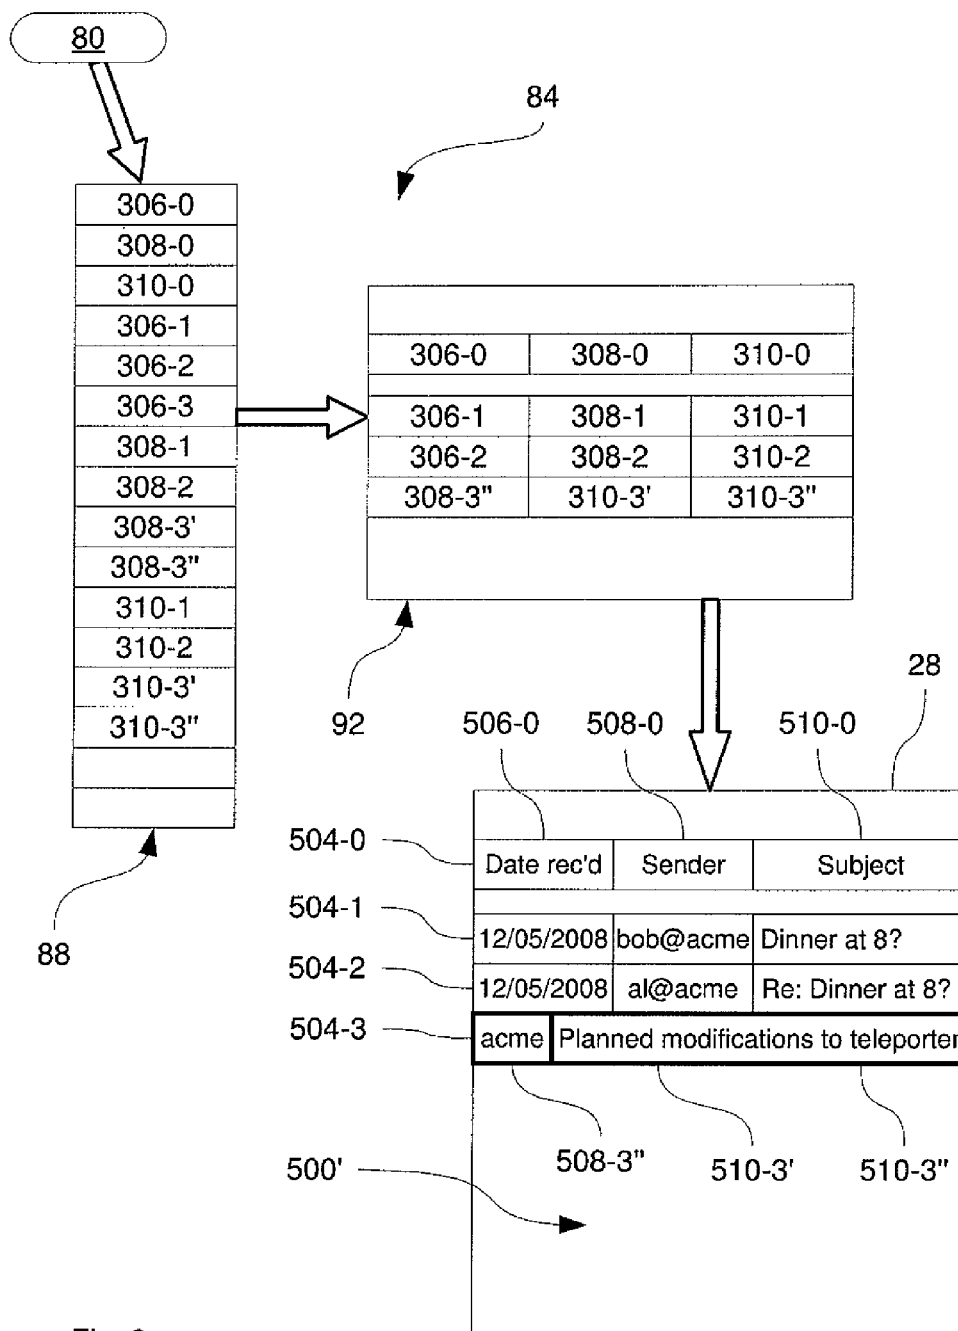 80
84
306-0
308-0
310-0
306-1
306-2
306-3
308-1
308-2
308-3'
308-3"
310-1
310-2
310-3'
310-3"
88
306-0 308-0 310-0
306-1 308-1 310-1
306-2 308-2 310-2
308-3" 310-3' 310-3"
92
28
506-0 508-0 510-0
504-0 Date rec'd Sender Subject
504-1 12/05/2008 bob@acme Dinner at 8?
504-2 12/05/2008 al@acme Re: Dinner at 8?
504-3 acme Planned modifications to teleporter
508-3" 510-3' 510-3"
500'